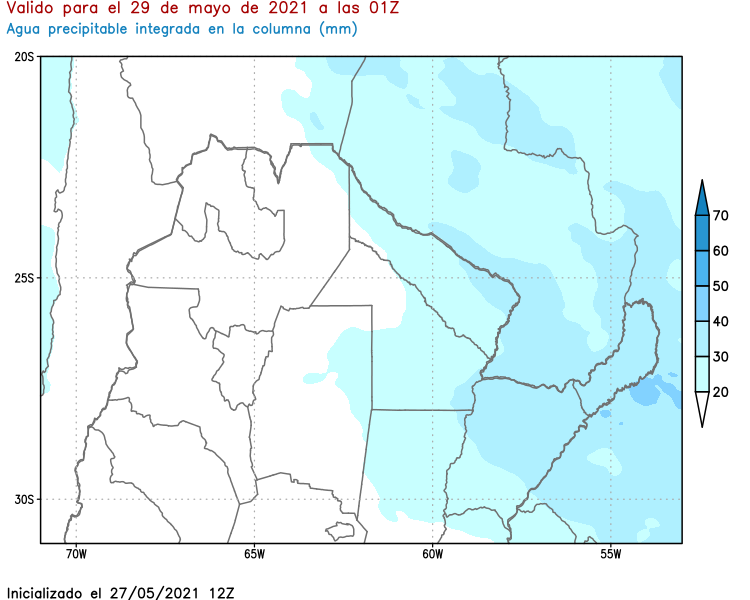 Valido para el 29 de mayo de 2021 a las 01Z
Agua precipitable integrada en la columna (mm)
20S
25S
30S
70W
65W
60W
55W
70
60
50
40
30
20
Inicializado el 27/05/2021 12Z